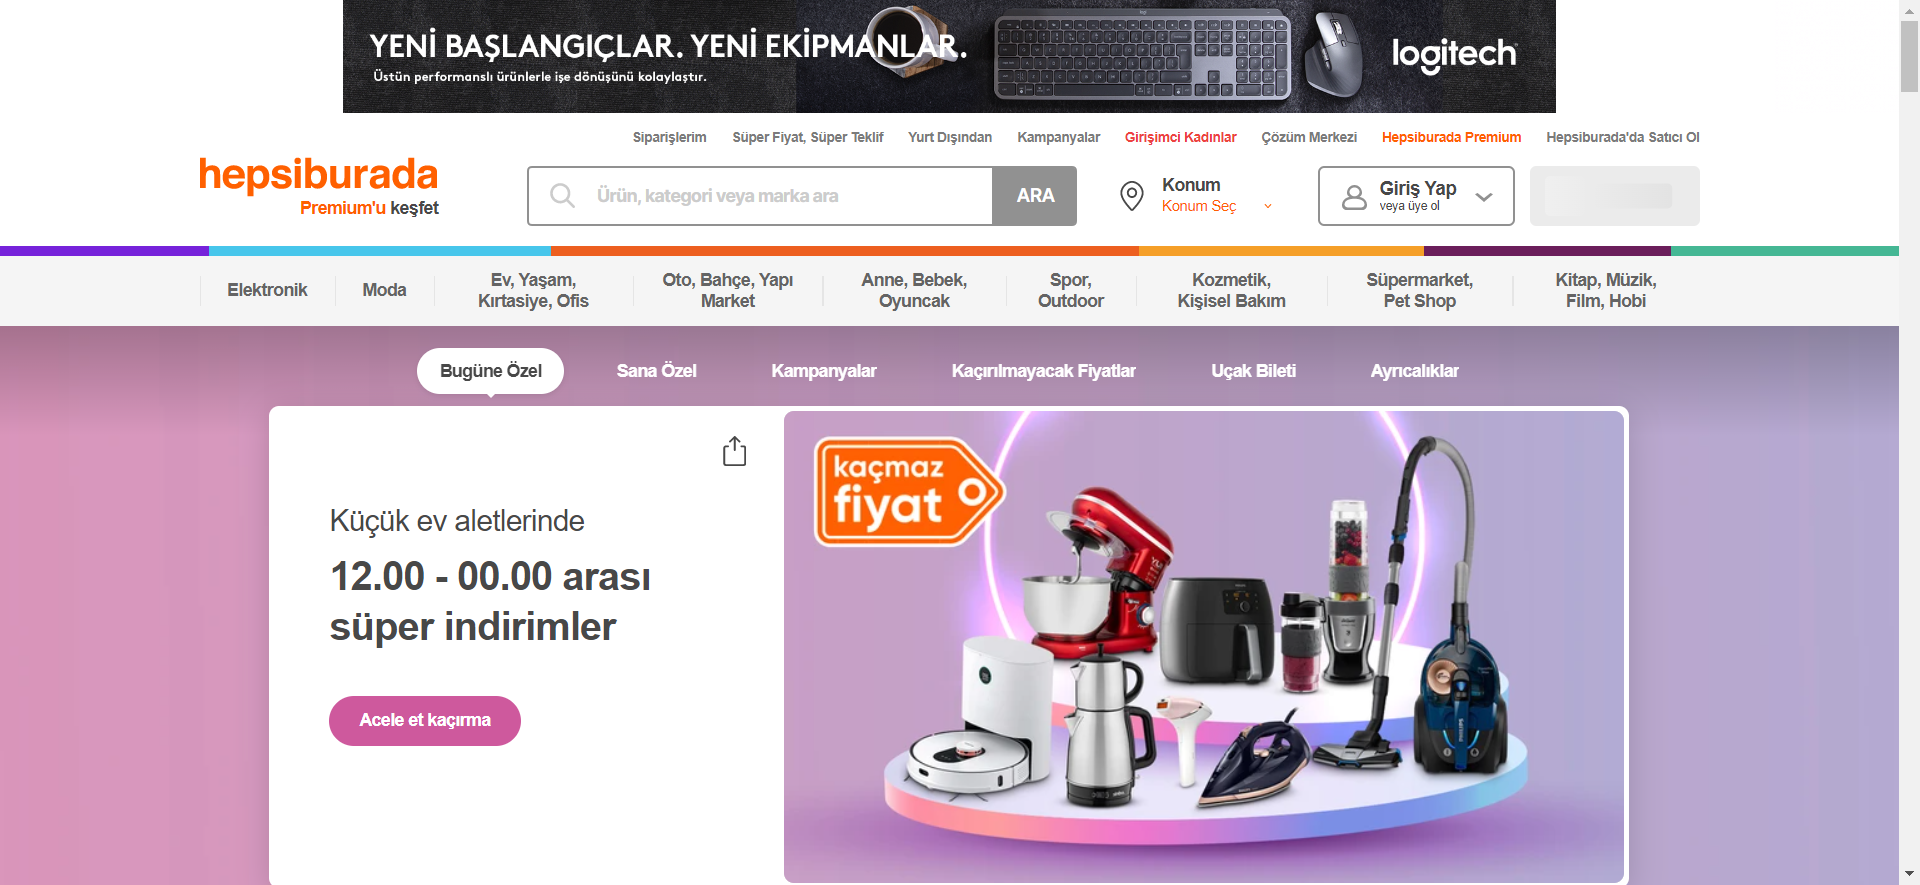 YENİ BAŞLANGIÇLAR. YENİ EKİPMANLAR.
Üstün performanslı ürünlerle işe dönüşünü kolaylaştır.
logitech
Siparişlerim
Süper Fiyat, Süper Teklif
Yurt Dışından
Kampanyalar
Girişimci Kadınlar
Çözüm Merkezi
Hepsiburada Premium
Hepsiburada'da Satıcı Ol
hepsiburada
Premium'u keşfet
Ürün, kategori veya marka ara
ARA
Konum
Konum Seç
Giriş Yap
veya üye ol
Elektronik
Moda
Ev, Yaşam,
Kırtasiye, Ofis
Oto, Bahçe, Yapı
Market
Anne, Bebek,
Oyuncak
Spor,
Outdoor
Kozmetik,
Kişisel Bakım
Süpermarket,
Pet Shop
Kitap, Müzik,
Film, Hobi
Bugüne Özel
Sana Özel
Kampanyalar
Kaçırılmayacak Fiyatlar
Uçak Bileti
Ayrıcalıklar
Küçük ev aletlerinde
12.00 - 00.00 arası
süper indirimler
Acele et kaçırma
kaçmaz
fiyat
PHILIPS